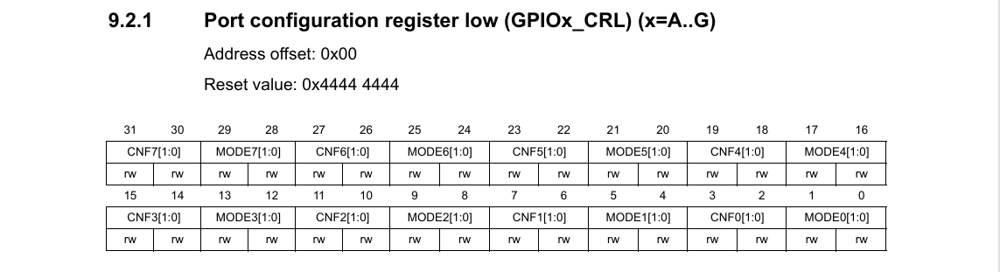 9.2.1 Port configuration register low (GPIOx_CRL) (x=A..G)
Address offset: 0x00
Reset value: 0x4444 4444
31 30 29 28 27 26 25 24 23 22 21 20 19 18 17 16
CNF7[1:0] MODE7[1:0] CNF6[1:0] MODE6[1:0] CNF5[1:0] MODE5[1:0] CNF4[1:0] MODE4[1:0]
rw rw rw rw rw rw rw rw rw rw rw rw rw rw rw rw
15 14 13 12 11 10 9 8 7 6 5 4 3 2 1 0
CNF3[1:0] MODE3[1:0] CNF2[1:0] MODE2[1:0] CNF1[1:0] MODE1[1:0] CNF0[1:0] MODE0[1:0]
rw rw rw rw rw rw rw rw rw rw rw rw rw rw rw rw